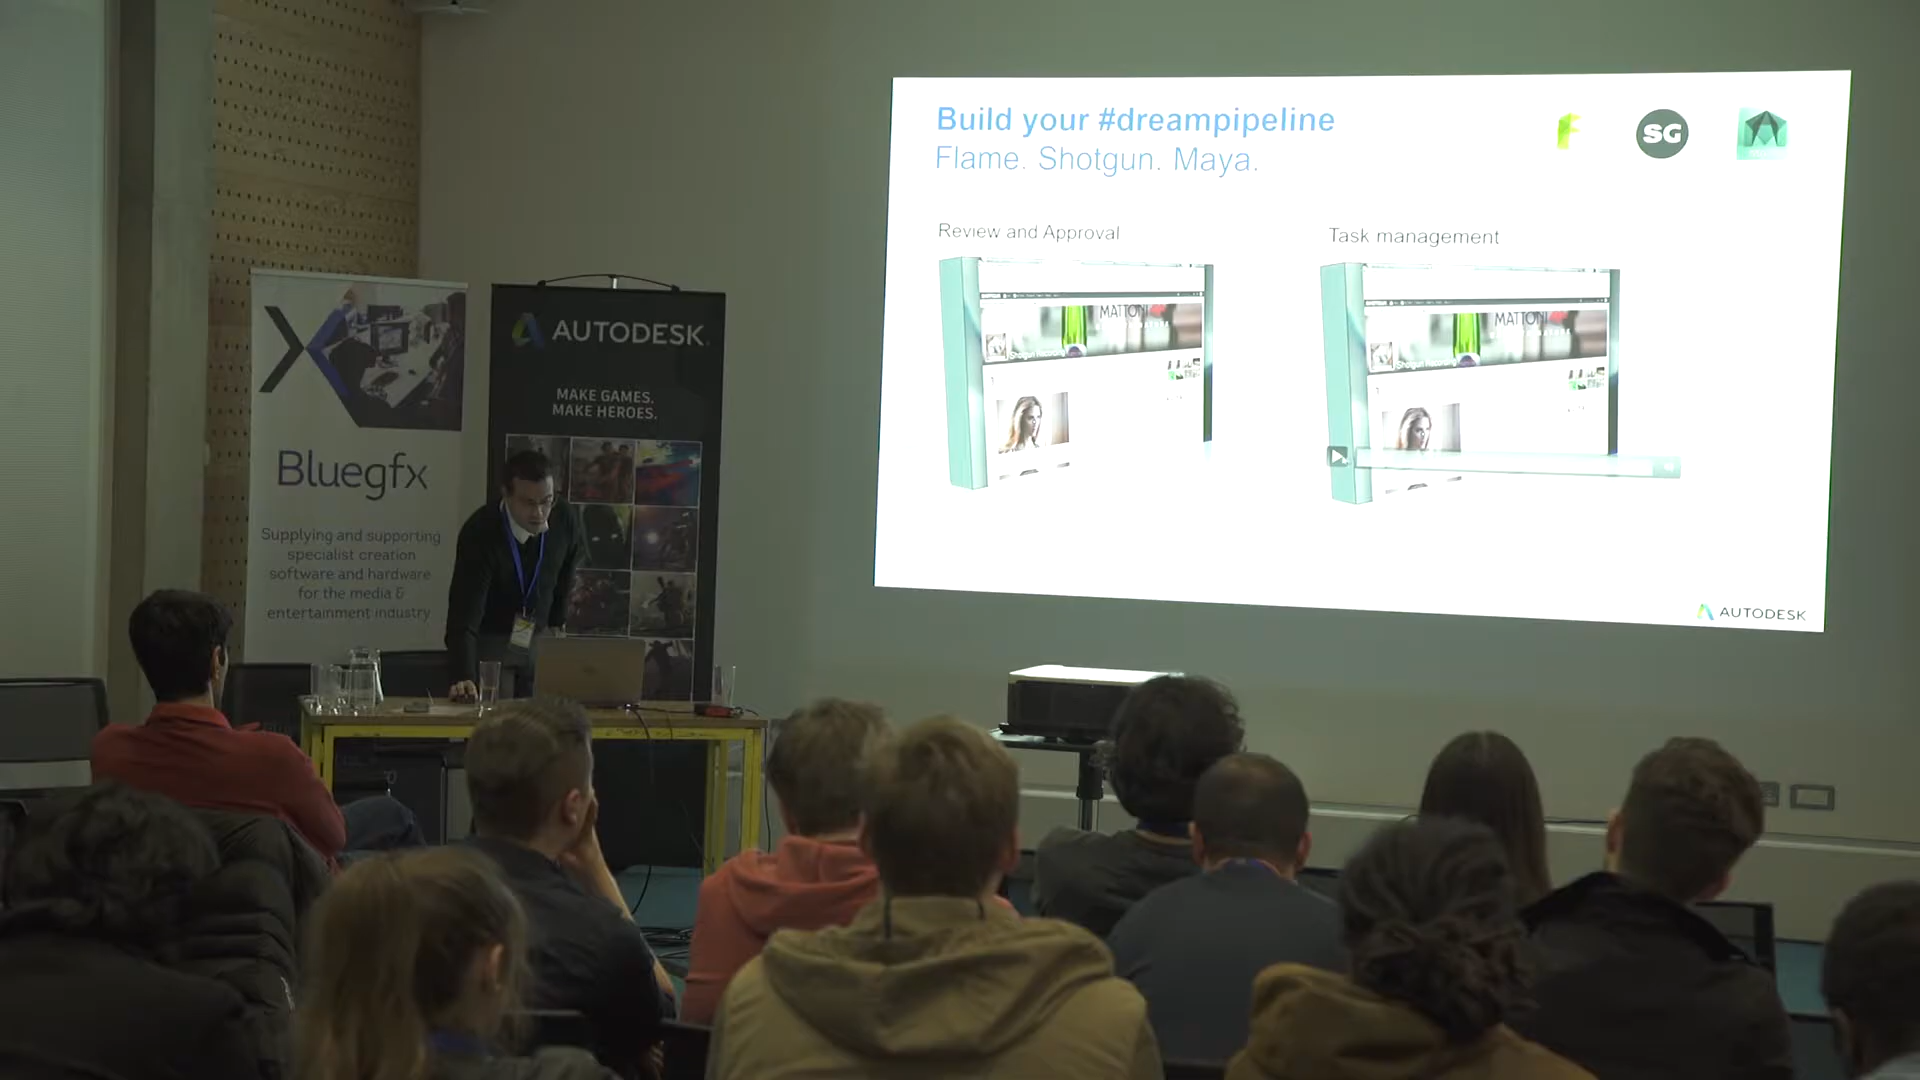 Build your #dreampipeline
Flame. Shotgun. Maya.
SG
Review and Approval
Task management
MATTONI
MATTONI
AUTODESK
Bluegfx
Supplying and supporting
specialist creation
software and hardware
for the media &
entertainment industry
AUTODESK
MAKE GAMES.
MAKE HEROES.